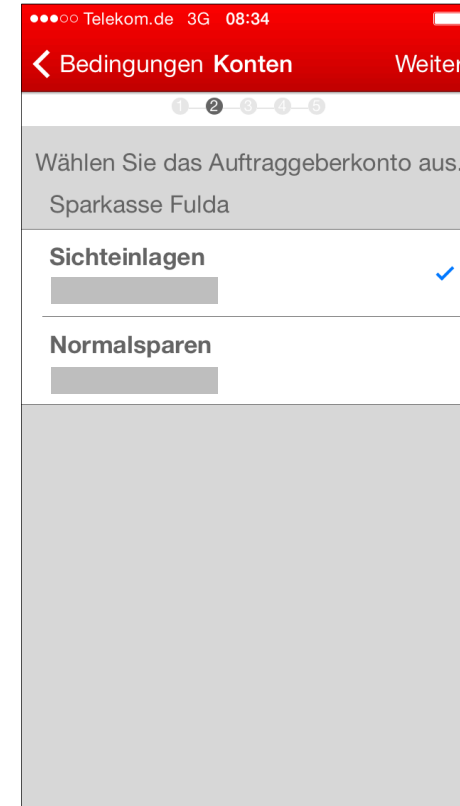 Telekom.de 3G 08:34
Bedingungen Konten Weiter
1 2 3 4 5
Wählen Sie das Auftraggeberkonto aus.
Sparkasse Fulda
Sichteinlagen
Normalsparen